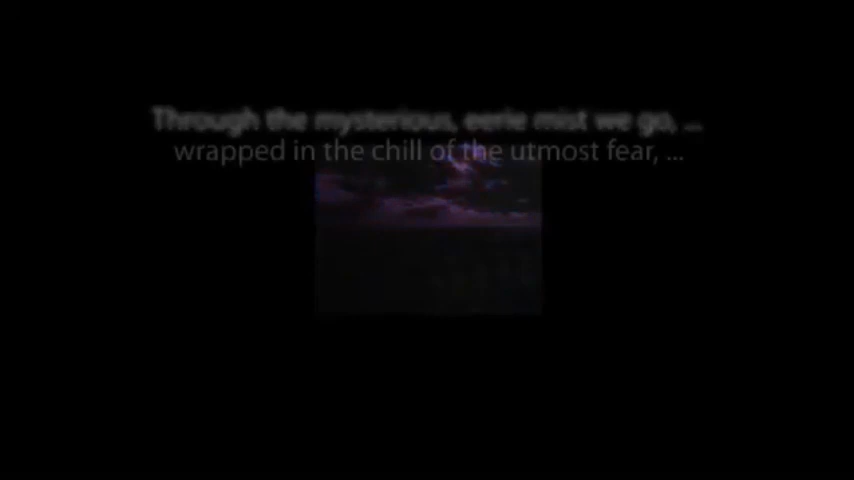 Through the mysterious, eerie mist we go, ...
wrapped in the chill of the utmost fear, ...